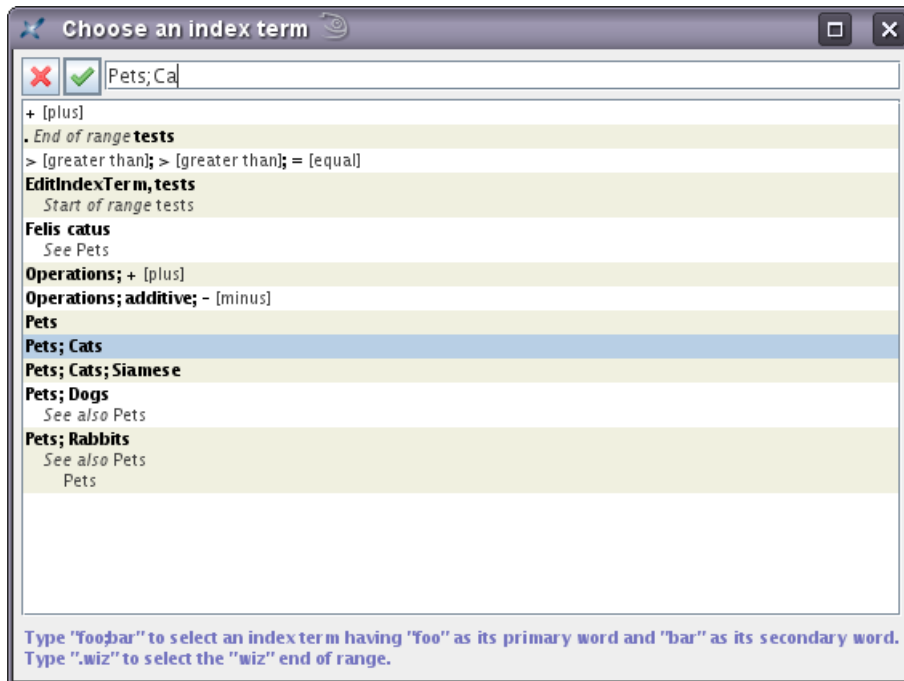 Choose an index term
Pets;Ca
+ [plus]
. End of range tests
> [greater than]; > [greater than]; = [equal]
EditIndexTerm, tests
Start of range tests
Felis catus
See Pets
Operations; + [plus]
Operations; additive; - [minus]
Pets
Pets; Cats
Pets; Cats; Siamese
Pets; Dogs
See also Pets
Pets; Rabbits
See also Pets
Pets
Type "foo;bar" to select an index term having "foo" as its primary word and "bar" as its secondary word.
Type ".wiz" to select the "wiz" end of range.